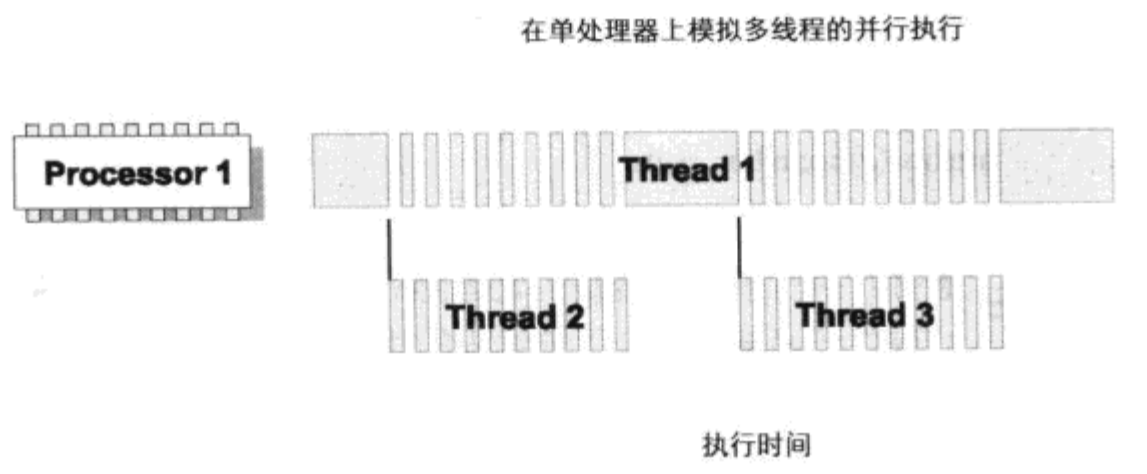 在单处理器上模拟多线程的并行执行
Processor 1
Thread 1
Thread 2
Thread 3
执行时间